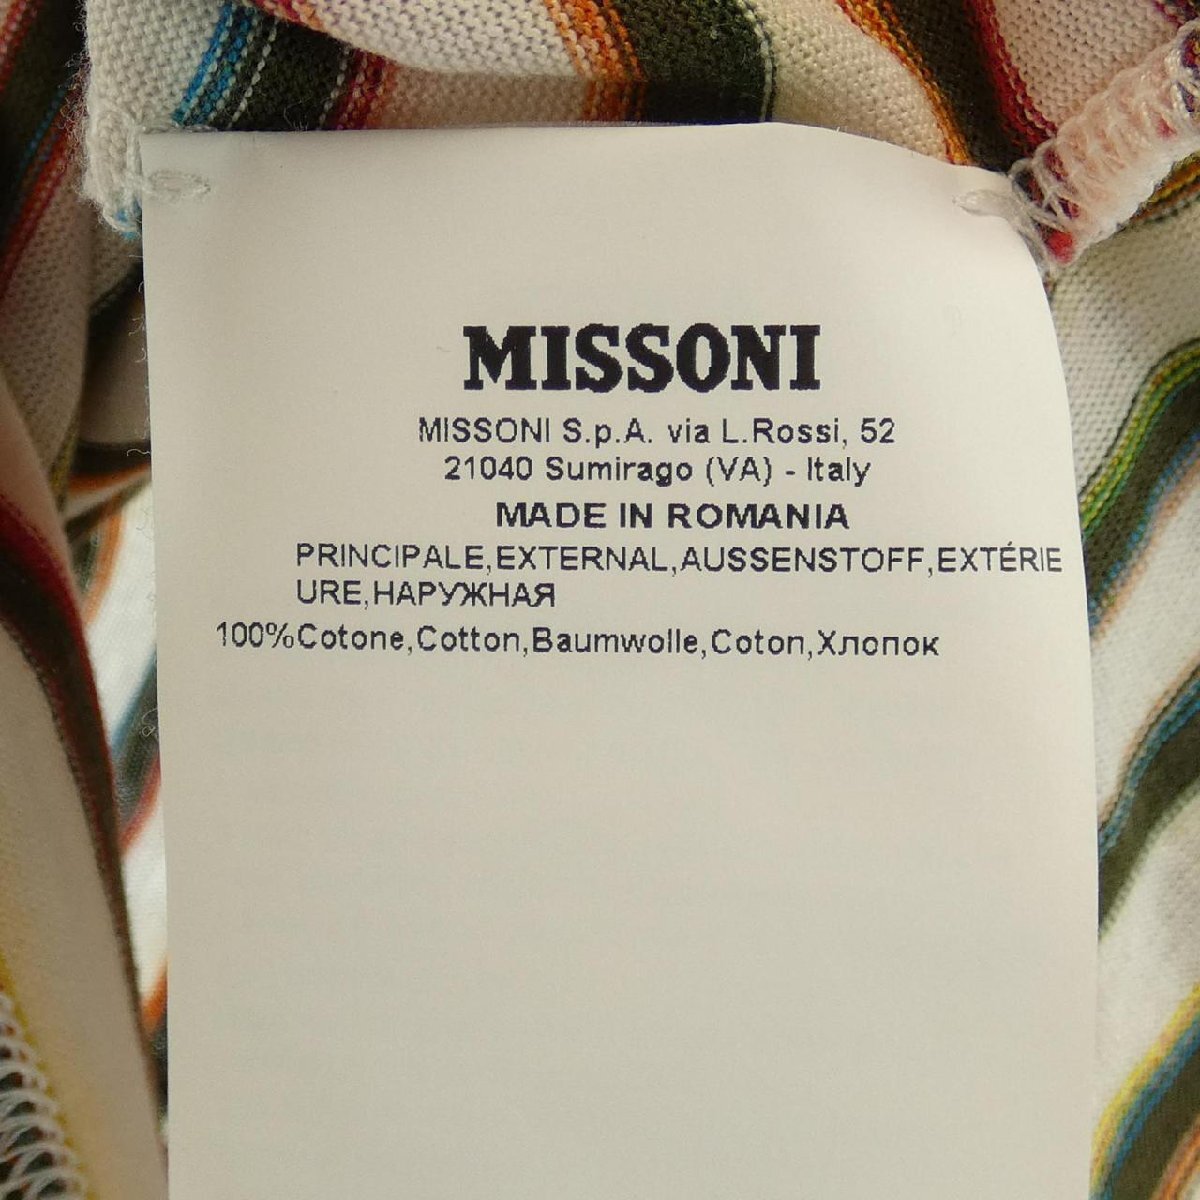 MISSONI
MISSONI S.p.A. via L.Rossi, 52
21040 Sumirago (VA) - Italy
MADE IN ROMANIA
PRINCIPALE,EXTERNAL,AUSSENSTOFF,EXTÉRIE
URE,НАРУЖНАЯ
100%Cotone,Cotton,Baumwolle,Coton,Хлопок